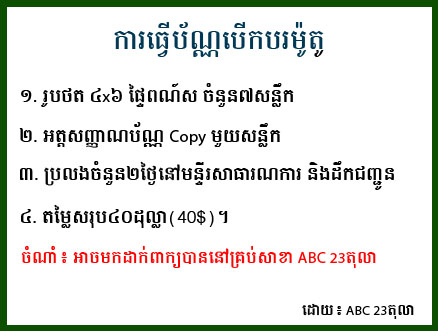 ការធ្វើប័ណ្ណបើកបរម៉ូតូ
១. រូបថត ៤x៦ ផ្ទៃពណ៍ស ចំនួន៧សន្លឹក
២. អត្តសញ្ញាណប័ណ្ណ Copy មួយសន្លឹក
៣. ប្រលងចំនួន២ថ្ងៃនៅមន្ទីរសាធារណការ និងដឹកជញ្ជូន
៤. តម្លៃសរុប៤០ដុល្លា(40$)។
ចំណាំ៖ អាចមកដាក់ពាក្យបាននៅគ្រប់សាខា ABC 23តុលា
ដោយ៖ ABC 23តុលា